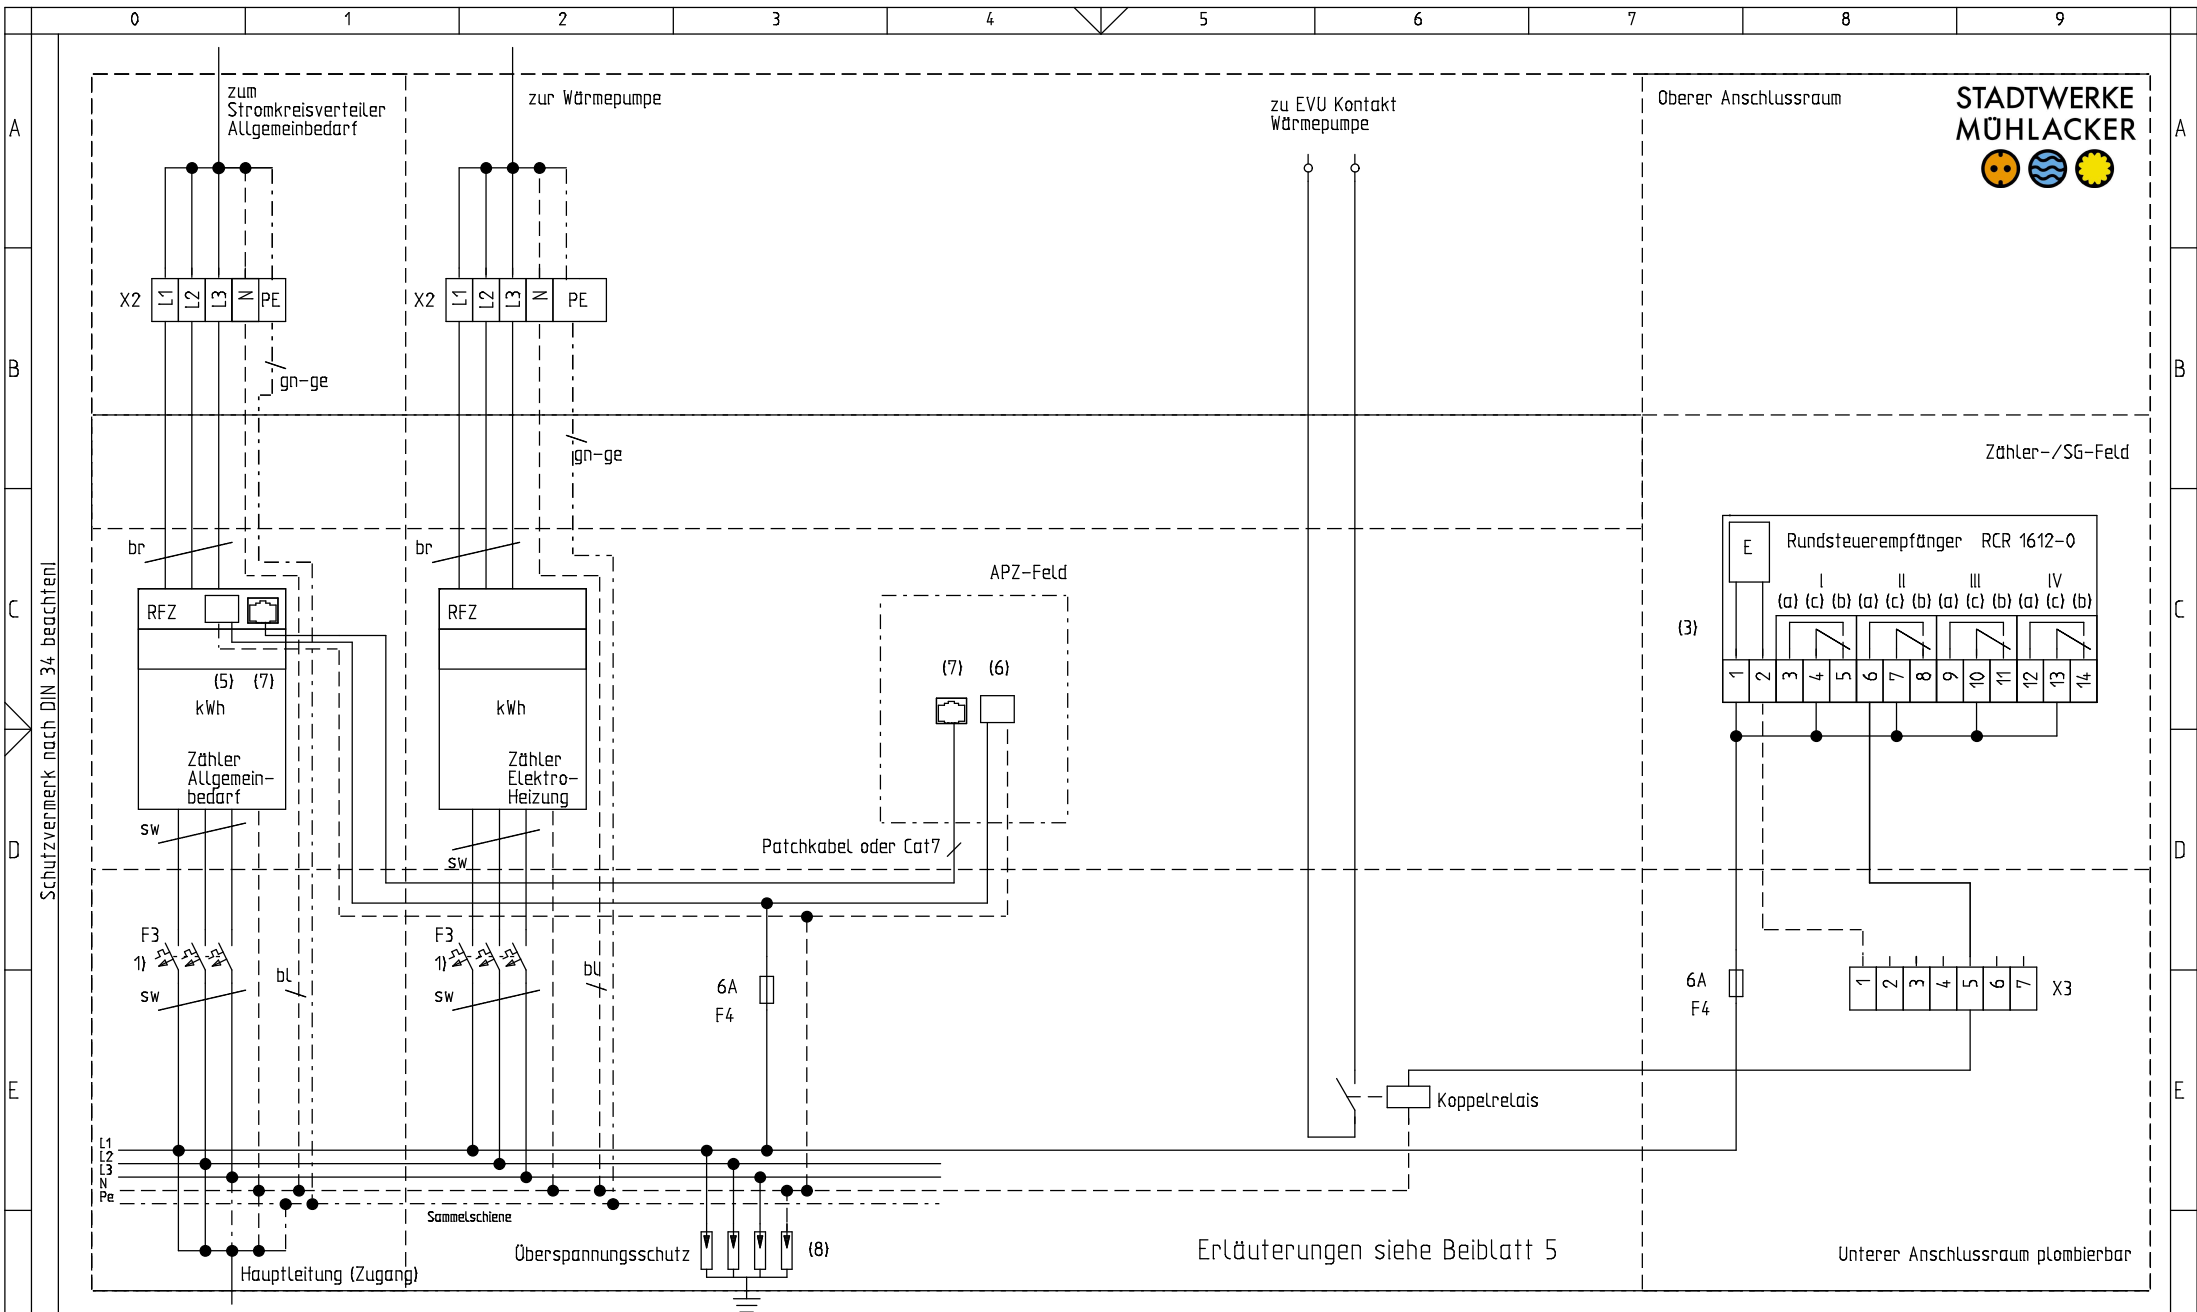 0 1 2 3 4 5 6 7 8 9
A
B
C
D
E
A
B
C
D
E
Schutzvermerk nach DIN 34 beachten!
zum
Stromkreisverteiler
Allgemeinbedarf
zur Wärmepumpe
zu EVU Kontakt
Wärmepumpe
Oberer Anschlussraum
STADTWERKE
MÜHLACKER
X2 L1 L2 L3 N PE
X2 L1 L2 L3 N PE
gn-ge
gn-ge
Zähler-/SG-Feld
br
br
RFZ
RFZ
(5) (7)
kWh
kWh
Zähler
Allgemein-
bedarf
Zähler
Elektro-
Heizung
APZ-Feld
(7) (6)
Patchkabel oder Cat7
E
Rundsteuerempfänger RCR 1612-0
I II III IV
(a) (c) (b) (a) (c) (b) (a) (c) (b) (a) (c) (b)
(3)
1 2 3 4 5 6 7 8 9 10 11 12 13 14
sw
sw
F3
1)
F3
1)
sw
sw
bl
bl
6A
F4
6A
F4
1 2 3 4 5 6 7 X3
Koppelrelais
L1
L2
L3
N
Pe
Sammelschiene
Überspannungsschutz
(8)
Hauptleitung (Zugang)
Erläuterungen siehe Beiblatt 5
Unterer Anschlussraum plombierbar